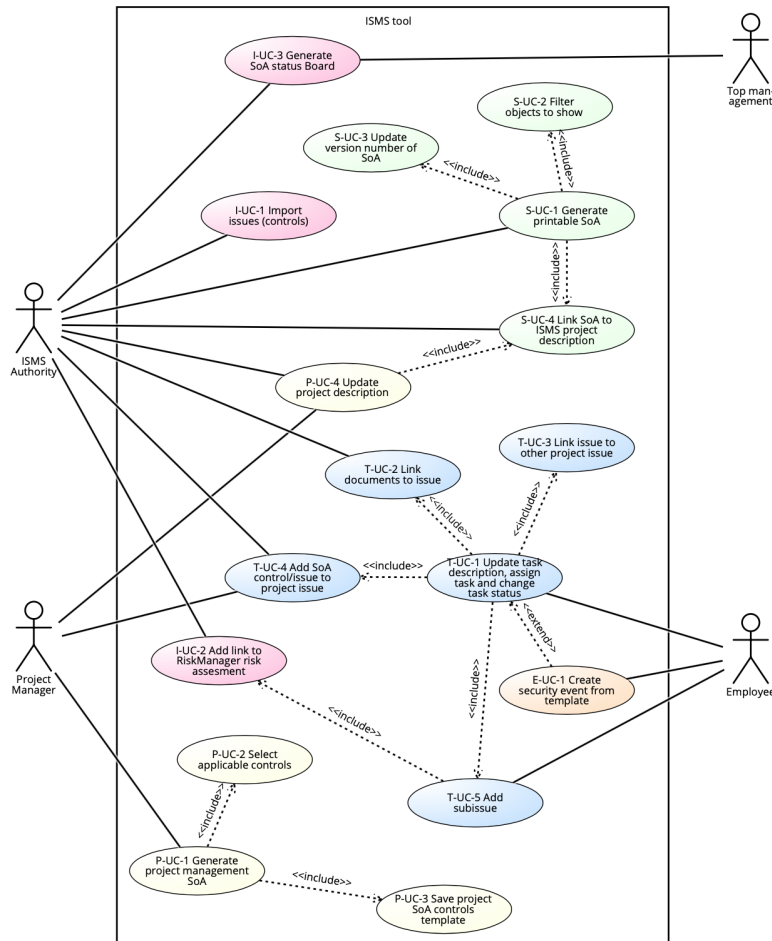 ISMS tool
I-UC-3 Generate
SoA status Board
Top man-
agement
S-UC-2 Filter
objects to show
S-UC-3 Update
version number of
SoA
<<include>>
<<include>>
I-UC-1 Import
issues (controls)
S-UC-1 Generate
printable SoA
<<include>>
ISMS
Authority
S-UC-4 Link SoA to
ISMS project
description
<<include>>
P-UC-4 Update
project description
T-UC-3 Link issue to
other project issue
T-UC-2 Link
documents to issue
<<include>>
<<include>>
T-UC-4 Add SoA
control/issue to
project issue
<<include>>
T-UC-1 Update task
description, assign
task and change
task status
<<extend>>
Project
Manager
I-UC-2 Add link to
RiskManager risk
assesment
E-UC-1 Create
security event from
template
Employee
<<include>>
<<include>>
P-UC-2 Select
applicable controls
T-UC-5 Add
subissue
<<include>>
P-UC-1 Generate
project management
SoA
<<include>>
P-UC-3 Save project
SoA controls
template